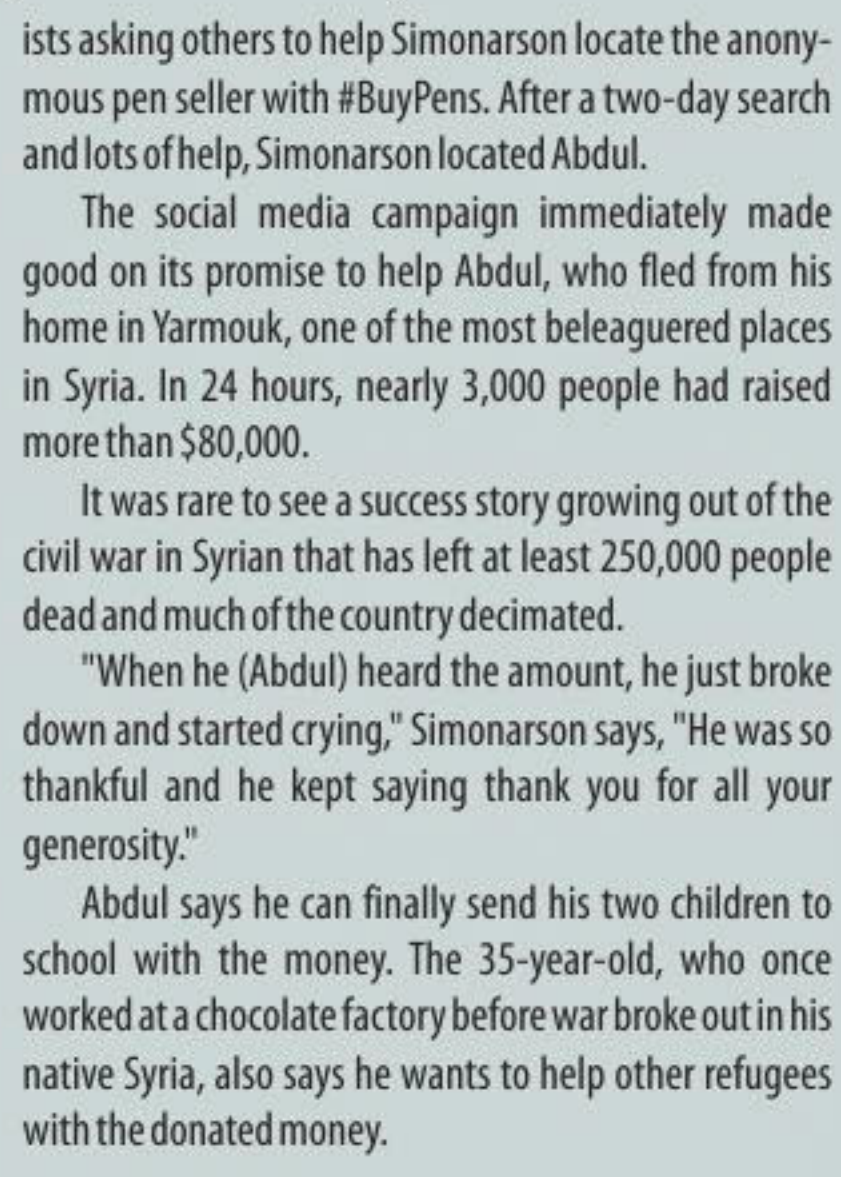 ists asking others to help Simonarson locate the anony-
mous pen seller with #BuyPens. After a two-day search
and lots of help, Simonarson located Abdul.
The social media campaign immediately made
good on its promise to help Abdul, who fled from his
home in Yarmouk, one of the most beleaguered places
in Syria. In 24 hours, nearly 3,000 people had raised
more than $80,000.
It was rare to see a success story growing out of the
civil war in Syrian that has left at least 250,000 people
dead and much of the country decimated.
"When he (Abdul) heard the amount, he just broke
down and started crying," Simonarson says, "He was so
thankful and he kept saying thank you for all your
generosity."
Abdul says he can finally send his two children to
school with the money. The 35-year-old, who once
worked at a chocolate factory before war broke out in his
native Syria, also says he wants to help other refugees
with the donated money.